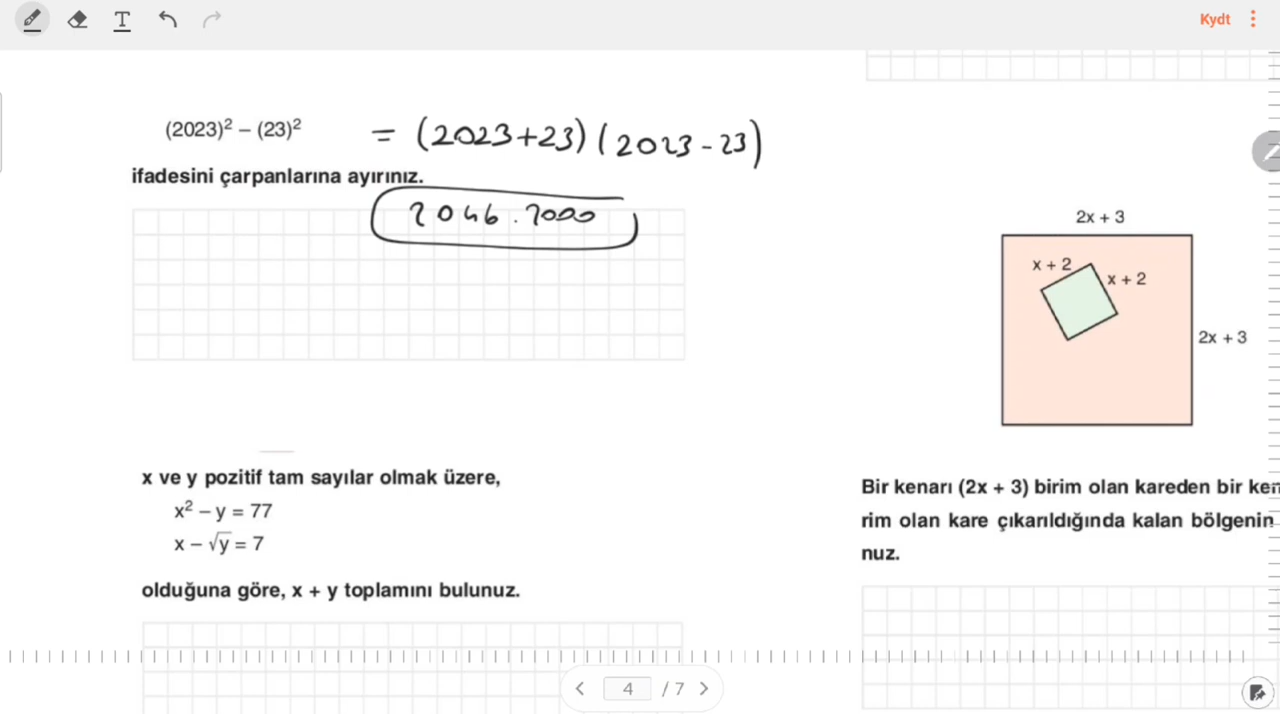 Kydt
(2023)² – (23)² = (2023+23)(2023-23)
ifadesini çarpanlarına ayırınız.
2046.2000
x ve y pozitif tam sayılar olmak üzere,
x² – y = 77
x – √y = 7
olduğuna göre, x + y toplamını bulunuz.
2x + 3
x + 2
x + 2
2x + 3
Bir kenarı (2x + 3) birim olan kareden bir ken
rim olan kare çıkarıldığında kalan bölgenin
nuz.
4 / 7